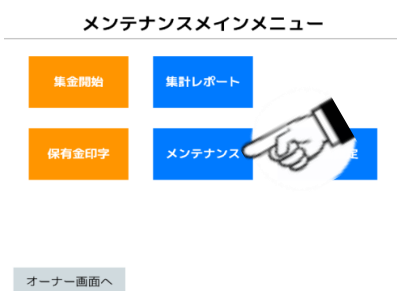 メンテナンスメインメニュー
集金開始
集計レポート
保有金印字
メンテナンス
定
オーナー画面へ